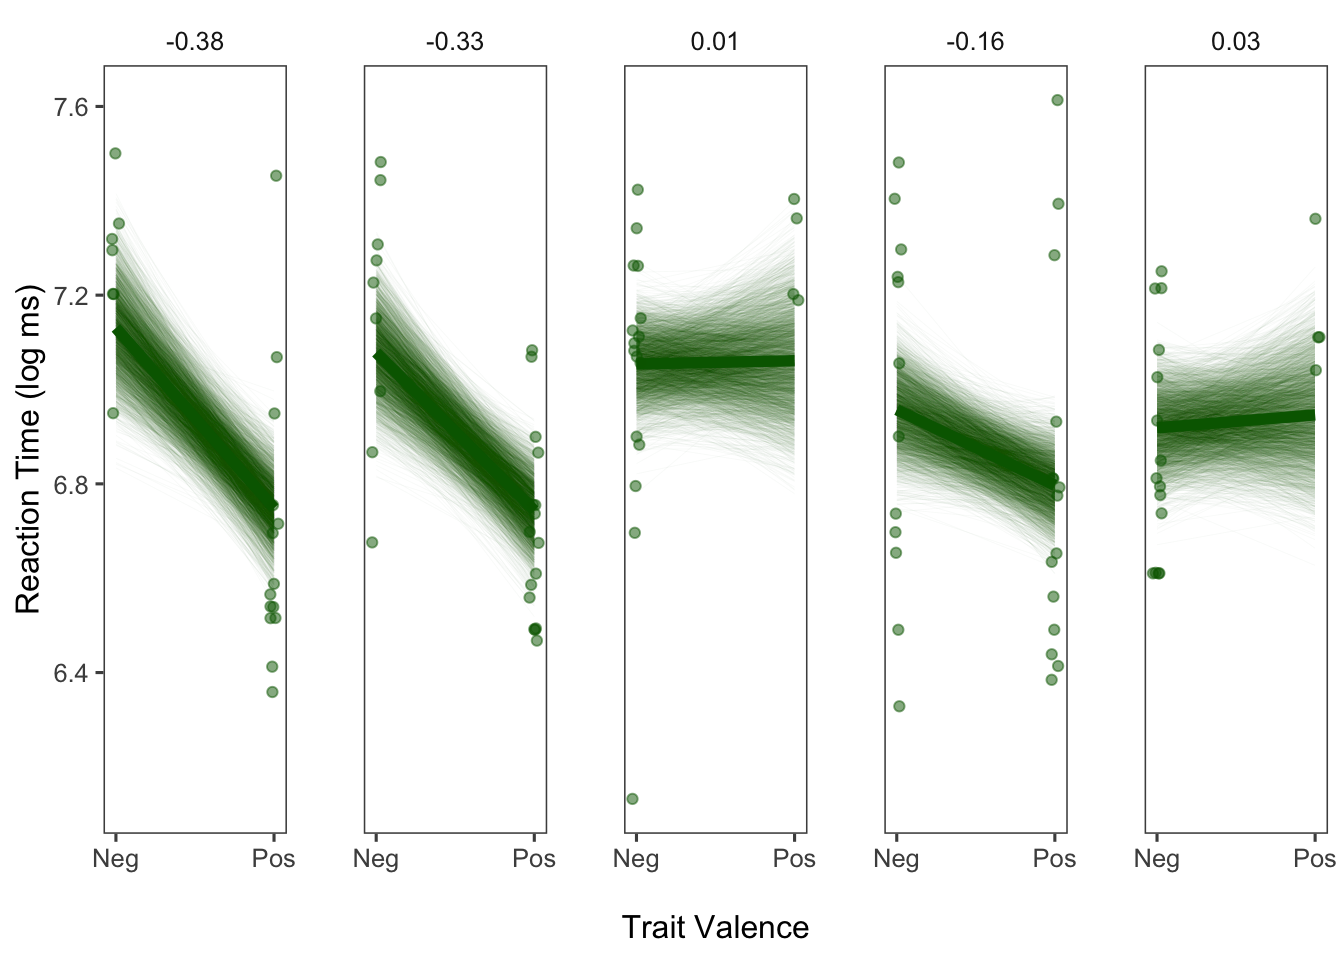 -0.38 -0.33 0.01 -0.16 0.03
7.6
7.2
6.8
6.4
Reaction Time (log ms)
Neg Pos Neg Pos Neg Pos Neg Pos Neg Pos
Trait Valence